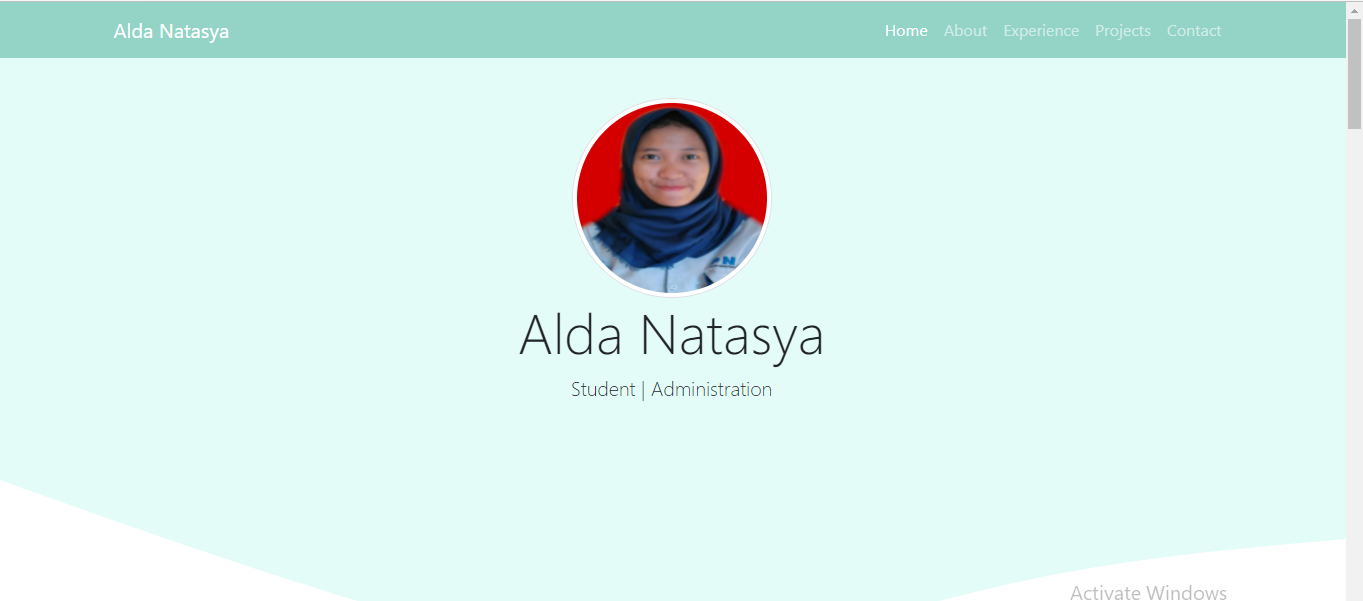 Alda Natasya
Home About Experience Projects Contact
Alda Natasya
Student | Administration
Activate Windows